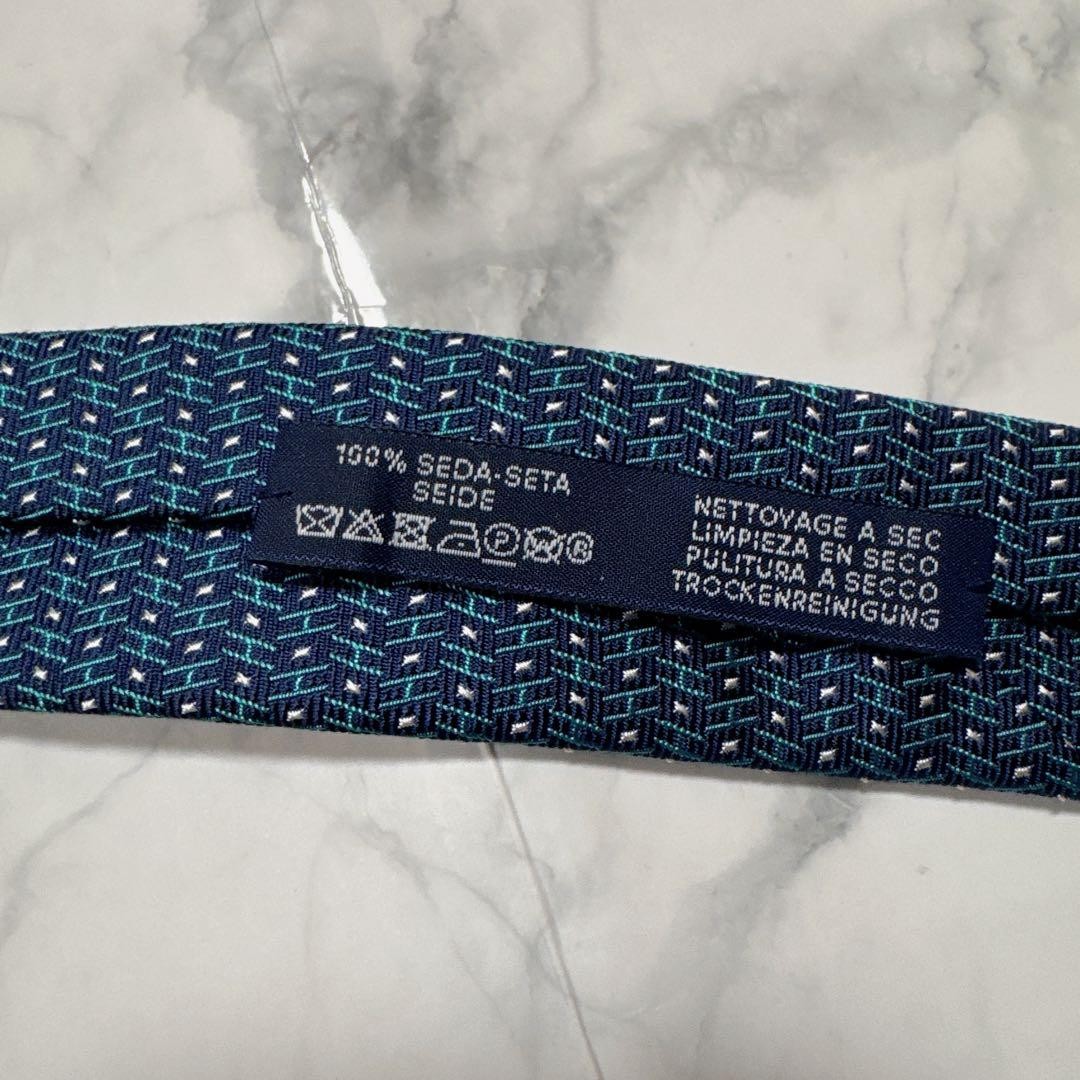 100% SEDA-SETA
SEIDE
P B
NETTOYAGE A SEC
LIMPIEZA EN SECO
PULITURA A SECCO
TROCKENREINIGUNG